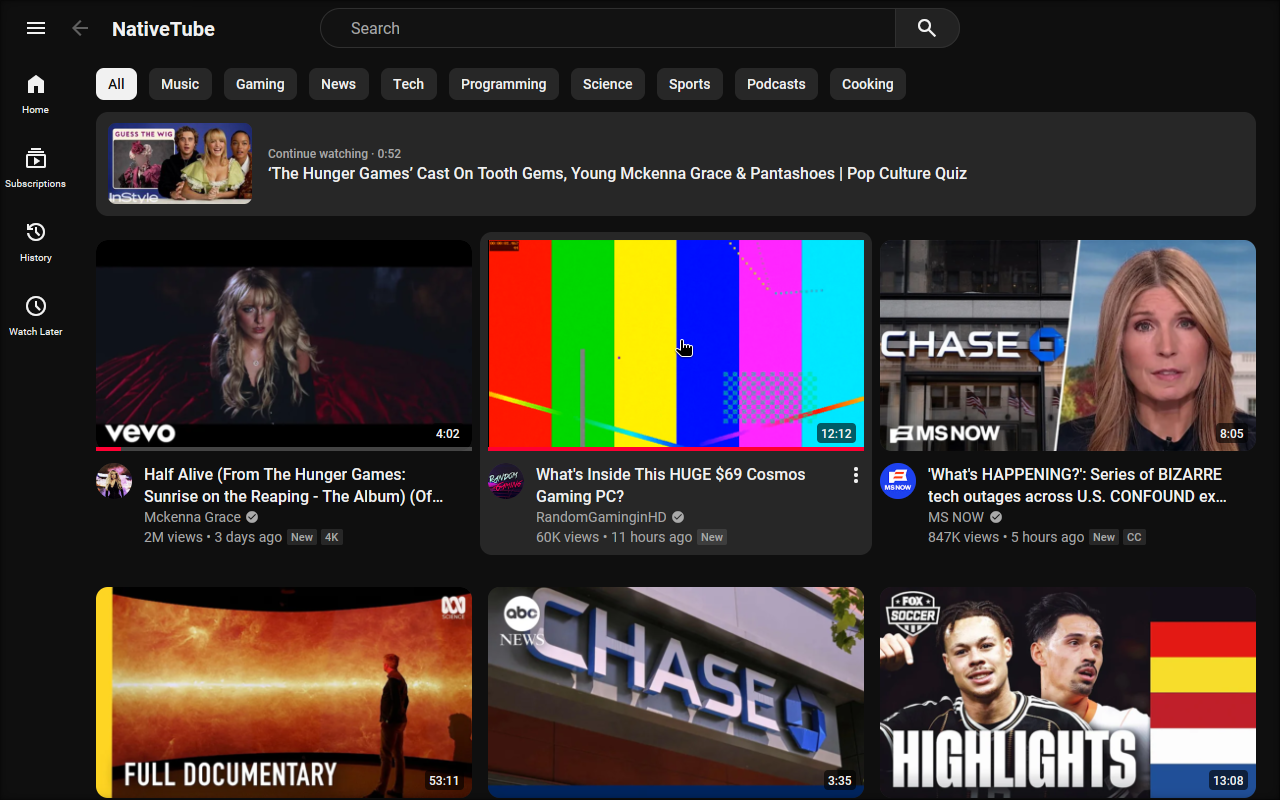 NativeTube
Search
All
Music
Gaming
News
Tech
Programming
Science
Sports
Podcasts
Cooking
Home
Subscriptions
History
Watch Later
GUESS THE WIG
InStyle
Continue watching · 0:52
‘The Hunger Games’ Cast On Tooth Gems, Young Mckenna Grace & Pantashoes | Pop Culture Quiz
vevo
4:02
12:12
CHASE
MS NOW
8:05
Half Alive (From The Hunger Games:
Sunrise on the Reaping - The Album) (Of…
Mckenna Grace
2M views • 3 days ago New 4K
RANDOM
GAMING
What's Inside This HUGE $69 Cosmos
Gaming PC?
RandomGaminginHD
60K views • 11 hours ago New
MS NOW
'What's HAPPENING?': Series of BIZARRE
tech outages across U.S. CONFOUND ex…
MS NOW
847K views • 5 hours ago New CC
SCIENCE
FULL DOCUMENTARY
53:11
abc
NEWS
CHASE
3:35
FOX
SOCCER
HIGHLIGHTS
13:08